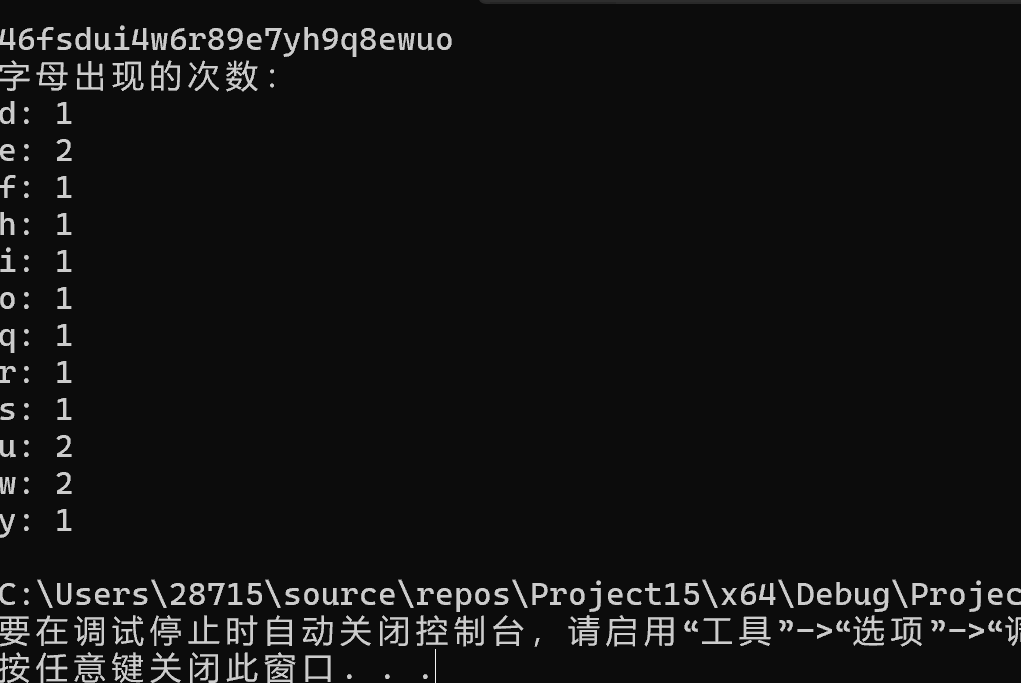 46fsdui4w6r89e7yh9q8ewuo
字母出现的次数：
d: 1
e: 2
f: 1
h: 1
i: 1
o: 1
q: 1
r: 1
s: 1
u: 2
w: 2
y: 1
C:\Users\28715\source\repos\Project15\x64\Debug\Projec
要在调试停止时自动关闭控制台，请启用“工具”->“选项”->“调
按任意键关闭此窗口. . .